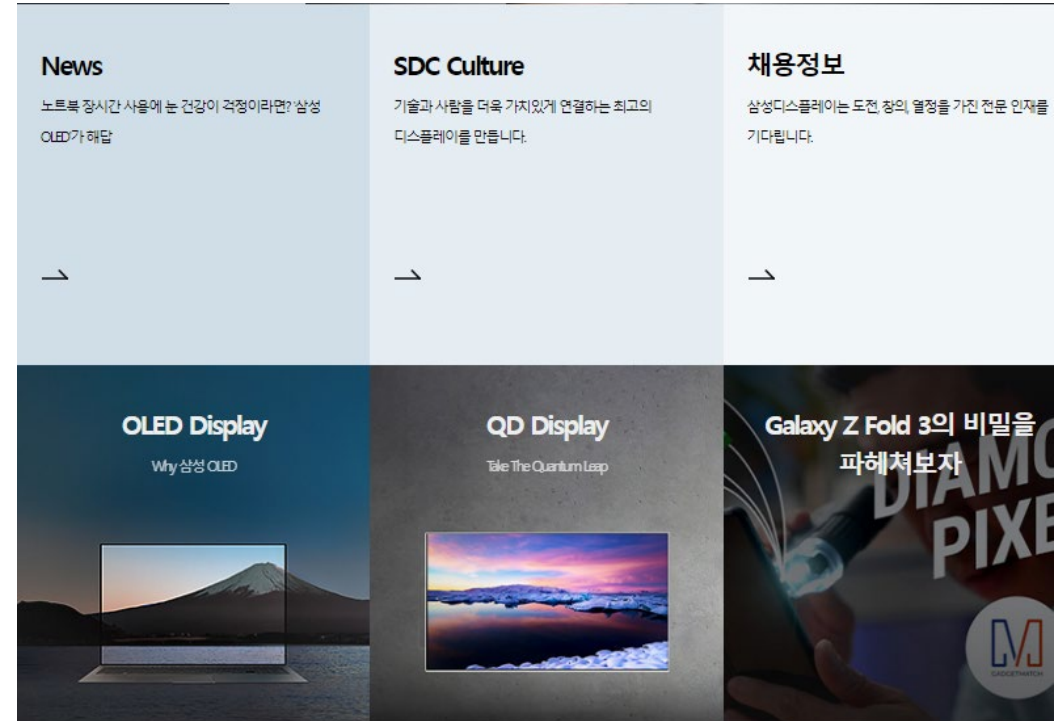 News
노트북 장시간 사용에 눈 건강이 걱정이라면? '삼성
OLED'가 해답
SDC Culture
기술과 사람을 더욱 가치있게 연결하는 최고의
디스플레이를 만듭니다.
채용정보
삼성디스플레이는 도전, 창의, 열정을 가진 전문 인재를
기다립니다.
OLED Display
Why 삼성 OLED
QD Display
Take The Quantum Leap
Galaxy Z Fold 3의 비밀을
파헤쳐보자
DIAMO
PIXE
GADGETMATCH